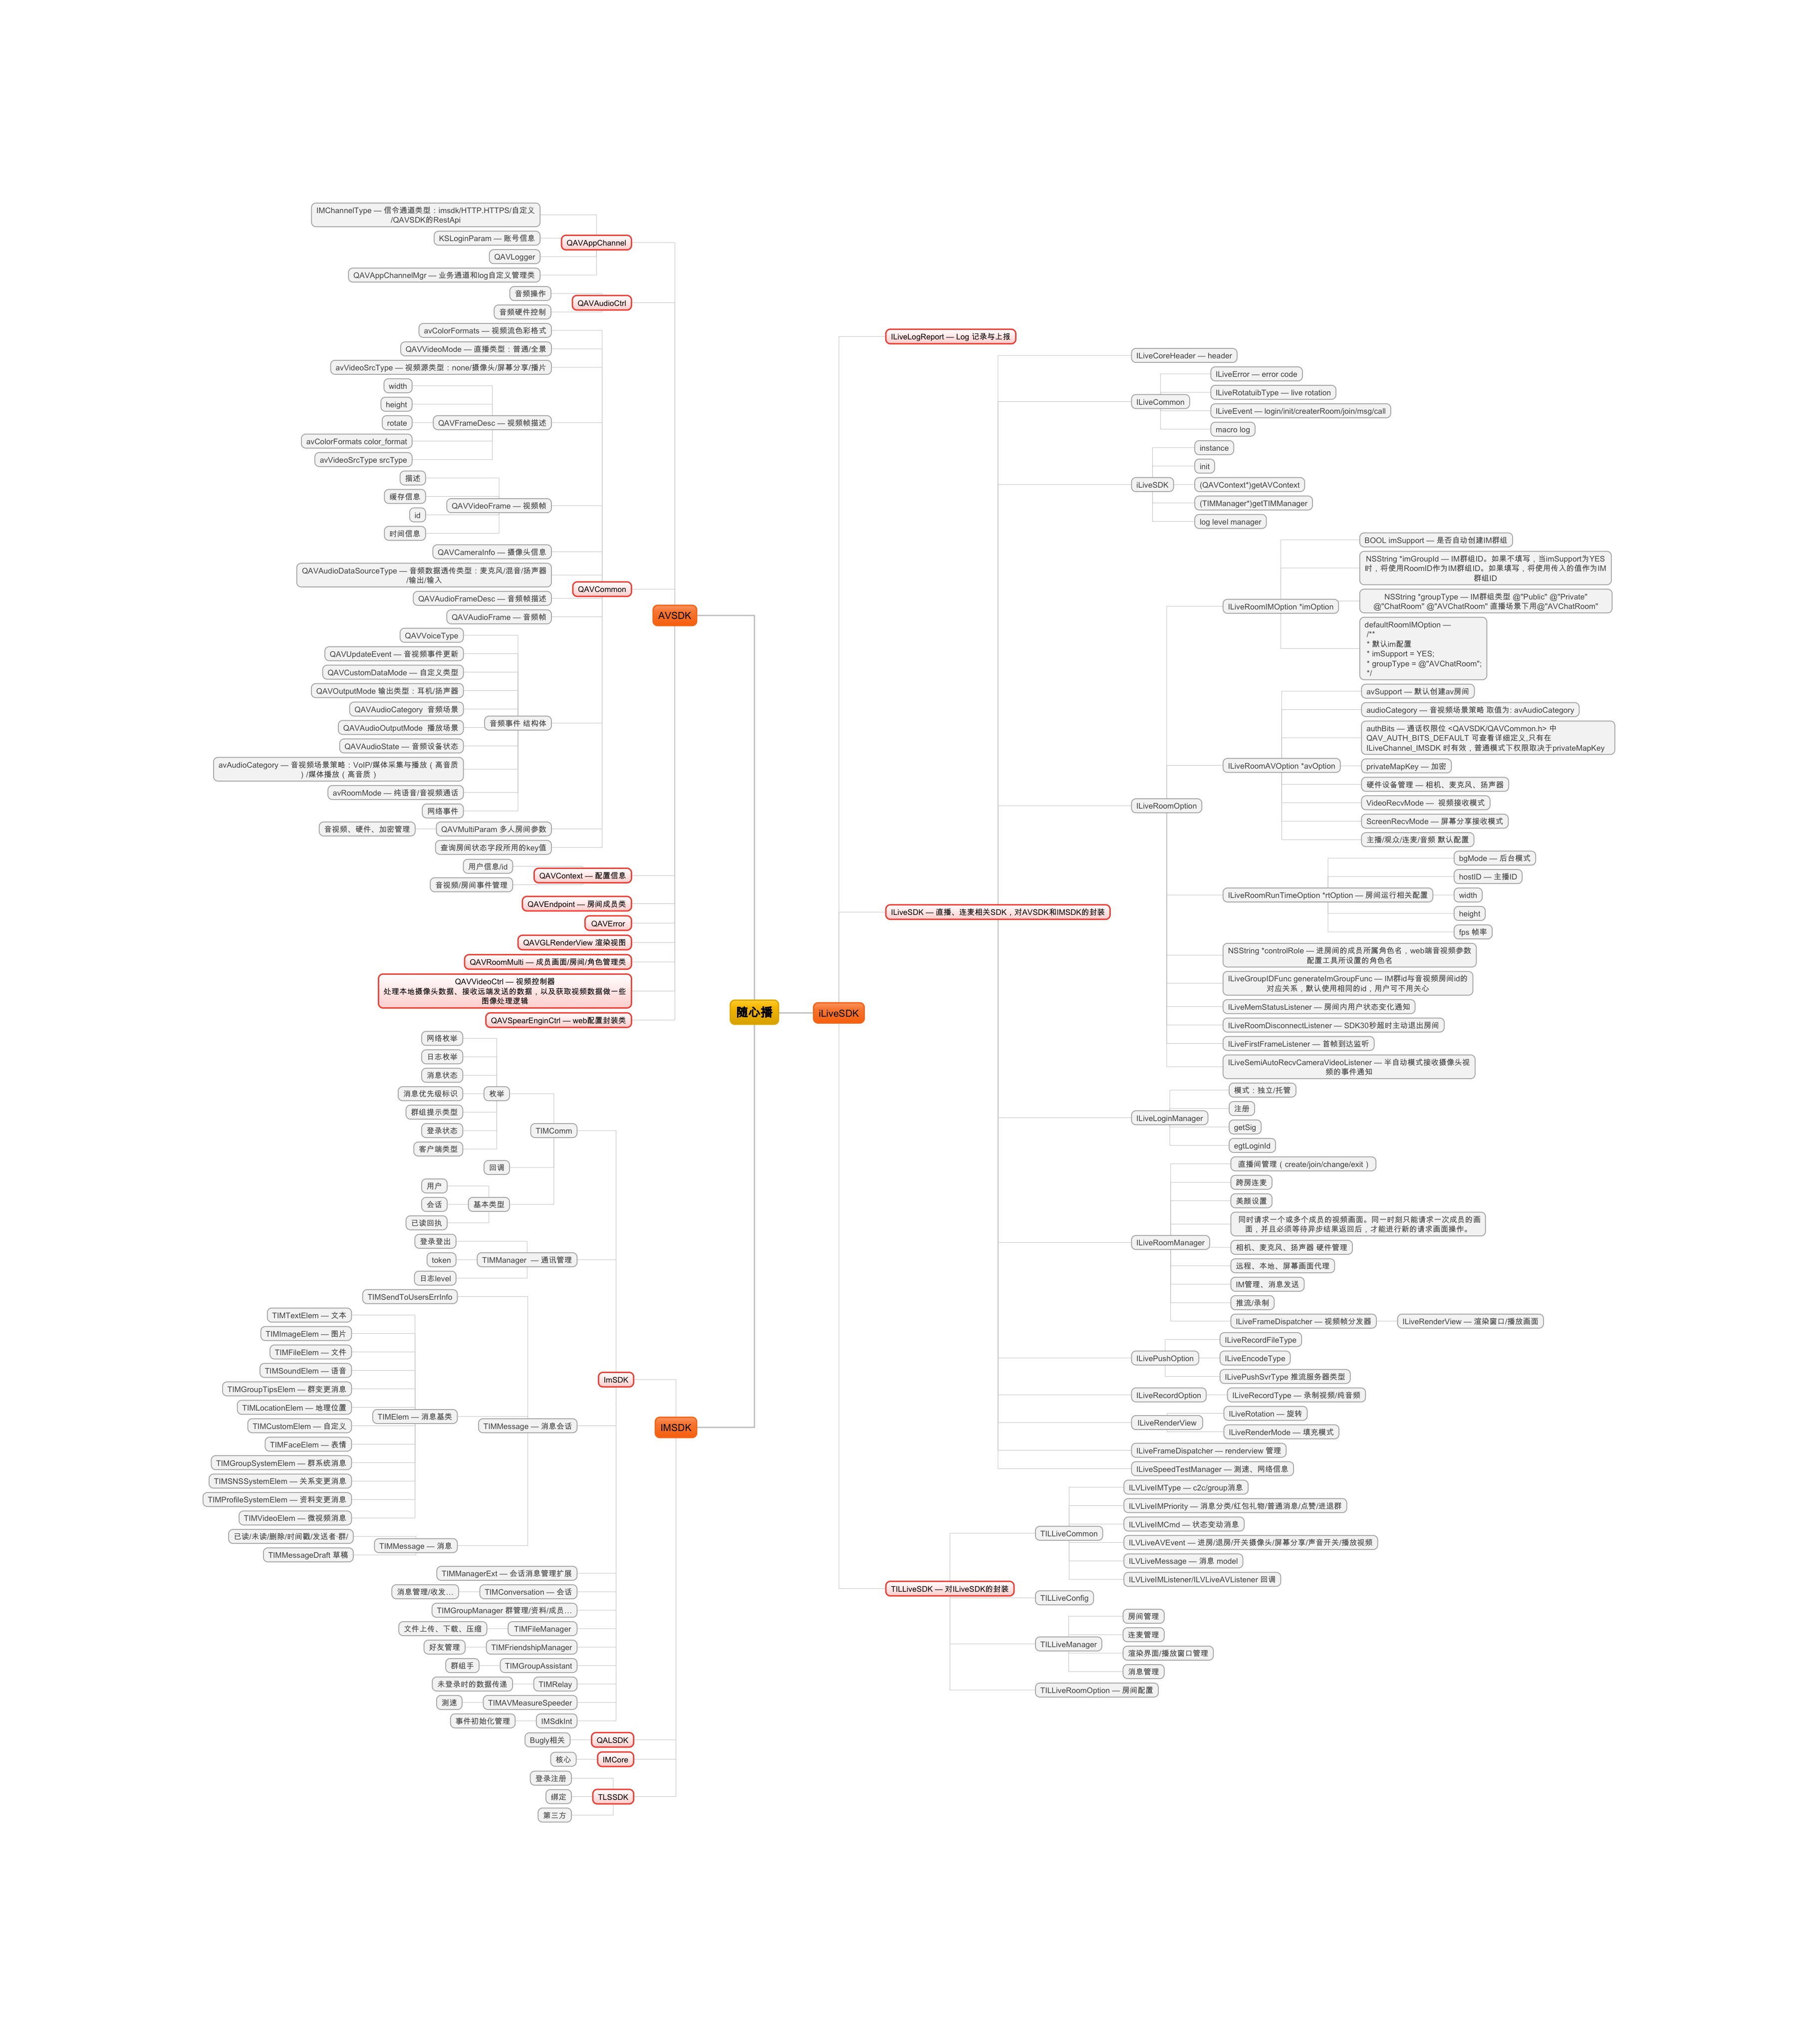 随心播
AVSDK
QAVAppChannel
IMChannelType — 信令通道类型：imsdk/HTTP.HTTPS/自定义
/QAVSDK的RestApi
KSLoginParam — 账号信息
QAVLogger
QAVAppChannelMgr — 业务通道和log自定义管理类
QAVAudioCtrl
音频操作
音频硬件控制
QAVCommon
avColorFormats — 视频流色彩格式
QAVVideoMode — 直播类型：普通/全景
avVideoSrcType — 视频源类型：none/摄像头/屏幕分享/播片
QAVFrameDesc — 视频帧描述
width
height
rotate
avColorFormats color_format
avVideoSrcType srcType
QAVVideoFrame — 视频帧
描述
缓存信息
id
时间信息
QAVCameraInfo — 摄像头信息
QAVAudioDataSourceType — 音频数据透传类型：麦克风/混音/扬声器
/输出/输入
QAVAudioFrameDesc — 音频帧描述
QAVAudioFrame — 音频帧
音频事件 结构体
QAVVoiceType
QAVUpdateEvent — 音视频事件更新
QAVCustomDataMode — 自定义类型
QAVOutputMode 输出类型：耳机/扬声器
QAVAudioCategory 音频场景
QAVAudioOutputMode 播放场景
QAVAudioState — 音频设备状态
avAudioCategory — 音视频场景策略：VoIP/媒体采集与播放（高音质
）/媒体播放（高音质）
avRoomMode — 纯语音/音视频通话
网络事件
QAVMultiParam 多人房间参数
音视频、硬件、加密管理
查询房间状态字段所用的key值
QAVContext — 配置信息
用户信息/id
音视频/房间事件管理
QAVEndpoint — 房间成员类
QAVError
QAVGLRenderView 渲染视图
QAVRoomMulti — 成员画面/房间/角色管理类
QAVVideoCtrl — 视频控制器
处理本地摄像头数据、接收远端发送的数据，以及获取视频数据做一些
图像处理逻辑
QAVSpearEnginCtrl — web配置封装类
IMSDK
ImSDK
TIMComm
枚举
网络枚举
日志枚举
消息状态
消息优先级标识
群组提示类型
登录状态
客户端类型
回调
基本类型
用户
会话
已读回执
TIMManager — 通讯管理
登录登出
token
日志level
TIMMessage — 消息会话
TIMSendToUsersErrInfo
TIMElem — 消息基类
TIMTextElem — 文本
TIMImageElem — 图片
TIMFileElem — 文件
TIMSoundElem — 语音
TIMGroupTipsElem — 群变更消息
TIMLocationElem — 地理位置
TIMCustomElem — 自定义
TIMFaceElem — 表情
TIMGroupSystemElem — 群系统消息
TIMSNSSystemElem — 关系变更消息
TIMProfileSystemElem — 资料变更消息
TIMVideoElem — 微视频消息
TIMMessage — 消息
已读/未读/删除/时间戳/发送者·群/
TIMMessageDraft 草稿
TIMManagerExt — 会话消息管理扩展
TIMConversation — 会话
消息管理/收发…
TIMGroupManager 群管理/资料/成员…
TIMFileManager
文件上传、下载、压缩
TIMFriendshipManager
好友管理
TIMGroupAssistant
群组手
TIMRelay
未登录时的数据传递
TIMAVMeasureSpeeder
测速
IMSdkInt
事件初始化管理
QALSDK
Bugly相关
IMCore
核心
TLSSDK
登录注册
绑定
第三方
iLiveSDK
ILiveLogReport — Log 记录与上报
ILiveSDK — 直播、连麦相关SDK，对AVSDK和IMSDK的封装
ILiveCoreHeader — header
ILiveCommon
ILiveError — error code
ILiveRotatuibType — live rotation
ILiveEvent — login/init/createrRoom/join/msg/call
macro log
iLiveSDK
instance
init
(QAVContext*)getAVContext
(TIMManager*)getTIMManager
log level manager
ILiveRoomOption
ILiveRoomIMOption *imOption
BOOL imSupport — 是否自动创建IM群组
NSString *imGroupId — IM群组ID。如果不填写，当imSupport为YES
时，将使用RoomID作为IM群组ID。如果填写，将使用传入的值作为IM
群组ID
NSString *groupType — IM群组类型 @"Public" @"Private"
@"ChatRoom" @"AVChatRoom" 直播场景下用@"AVChatRoom"
defaultRoomIMOption —
/**
* 默认im配置
* imSupport = YES;
* groupType = @"AVChatRoom";
*/
ILiveRoomAVOption *avOption
avSupport — 默认创建av房间
audioCategory — 音视频场景策略 取值为: avAudioCategory
authBits — 通话权限位 <QAVSDK/QAVCommon.h> 中
QAV_AUTH_BITS_DEFAULT 可查看详细定义,只有在
ILiveChannel_IMSDK 时有效，普通模式下权限取决于privateMapKey
privateMapKey — 加密
硬件设备管理 — 相机、麦克风、扬声器
VideoRecvMode — 视频接收模式
ScreenRecvMode — 屏幕分享接收模式
主播/观众/连麦/音频 默认配置
ILiveRoomRunTimeOption *rtOption — 房间运行相关配置
bgMode — 后台模式
hostID — 主播ID
width
height
fps 帧率
NSString *controlRole — 进房间的成员所属角色名，web端音视频参数
配置工具所设置的角色名
ILiveGroupIDFunc generateImGroupFunc — IM群id与音视频房间id的
对应关系，默认使用相同的id，用户可不用关心
ILiveMemStatusListener — 房间内用户状态变化通知
ILiveRoomDisconnectListener — SDK30秒超时主动退出房间
ILiveFirstFrameListener — 首帧到达监听
ILiveSemiAutoRecvCameraVideoListener — 半自动模式接收摄像头视
频的事件通知
ILiveLoginManager
模式：独立/托管
注册
getSig
egtLoginId
ILiveRoomManager
直播间管理（create/join/change/exit）
跨房连麦
美颜设置
同时请求一个或多个成员的视频画面。同一时刻只能请求一次成员的画
面，并且必须等待异步结果返回后，才能进行新的请求画面操作。
相机、麦克风、扬声器 硬件管理
远程、本地、屏幕画面代理
IM管理、消息发送
推流/录制
ILiveFrameDispatcher — 视频帧分发器
ILiveRenderView — 渲染窗口/播放画面
ILivePushOption
ILiveRecordFileType
ILiveEncodeType
ILivePushSvrType 推流服务器类型
ILiveRecordOption
ILiveRecordType — 录制视频/纯音频
ILiveRenderView
ILiveRotation — 旋转
ILiveRenderMode — 填充模式
ILiveFrameDispatcher — renderview 管理
ILiveSpeedTestManager — 测速、网络信息
TILLiveSDK — 对ILiveSDK的封装
TILLiveCommon
ILVLiveIMType — c2c/group消息
ILVLiveIMPriority — 消息分类/红包礼物/普通消息/点赞/进退群
ILVLiveIMCmd — 状态变动消息
ILVLiveAVEvent — 进房/退房/开关摄像头/屏幕分享/声音开关/播放视频
ILVLiveMessage — 消息 model
ILVLiveIMListener/ILVLiveAVListener 回调
TILLiveConfig
TILLiveManager
房间管理
连麦管理
渲染界面/播放窗口管理
消息管理
TILLiveRoomOption — 房间配置